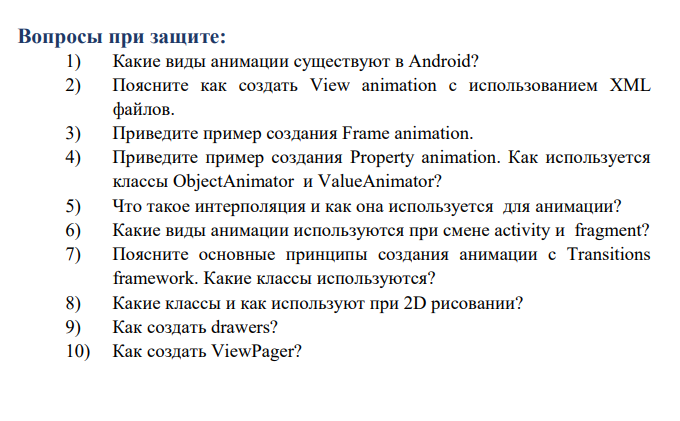 Вопросы при защите:
1) Какие виды анимации существуют в Android?
2) Поясните как создать View animation с использованием XML
файлов.
3) Приведите пример создания Frame animation.
4) Приведите пример создания Property animation. Как используется
классы ObjectAnimator и ValueAnimator?
5) Что такое интерполяция и как она используется для анимации?
6) Какие виды анимации используются при смене activity и fragment?
7) Поясните основные принципы создания анимации с Transitions
framework. Какие классы используются?
8) Какие классы и как используют при 2D рисовании?
9) Как создать drawers?
10) Как создать ViewPager?